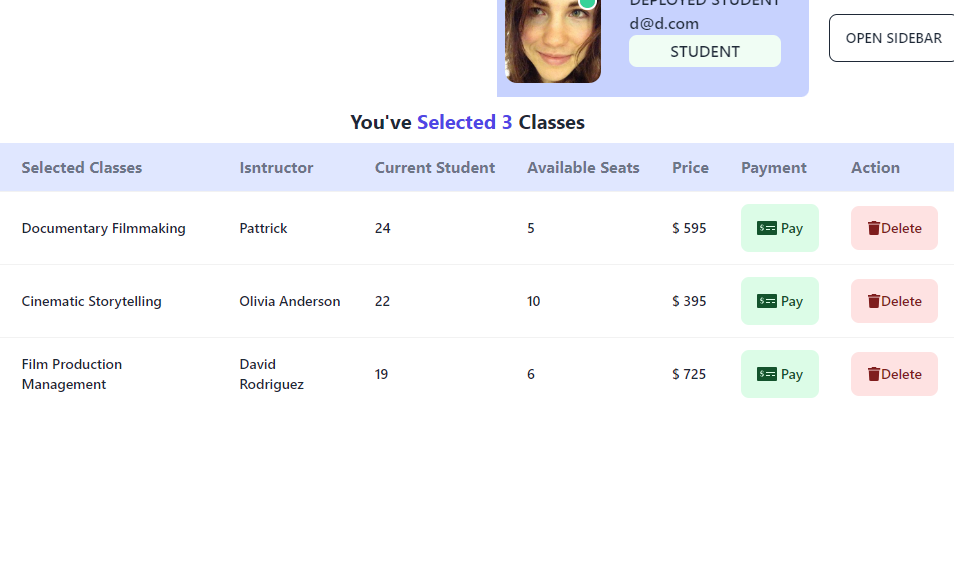 DEPLOYED STUDENT
d@d.com
STUDENT
OPEN SIDEBAR
You've Selected 3 Classes
Selected Classes Isntructor Current Student Available Seats Price Payment Action
Documentary Filmmaking Pattrick 24 5 $ 595 Pay Delete
Cinematic Storytelling Olivia Anderson 22 10 $ 395 Pay Delete
Film Production Management David Rodriguez 19 6 $ 725 Pay Delete